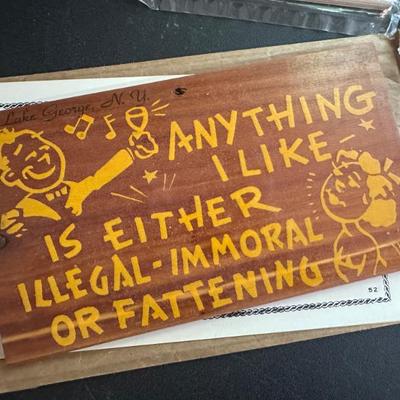 Lake George, N. Y.
ANYTHING
I LIKE
IS EITHER
ILLEGAL-IMMORAL
OR FATTENING
52